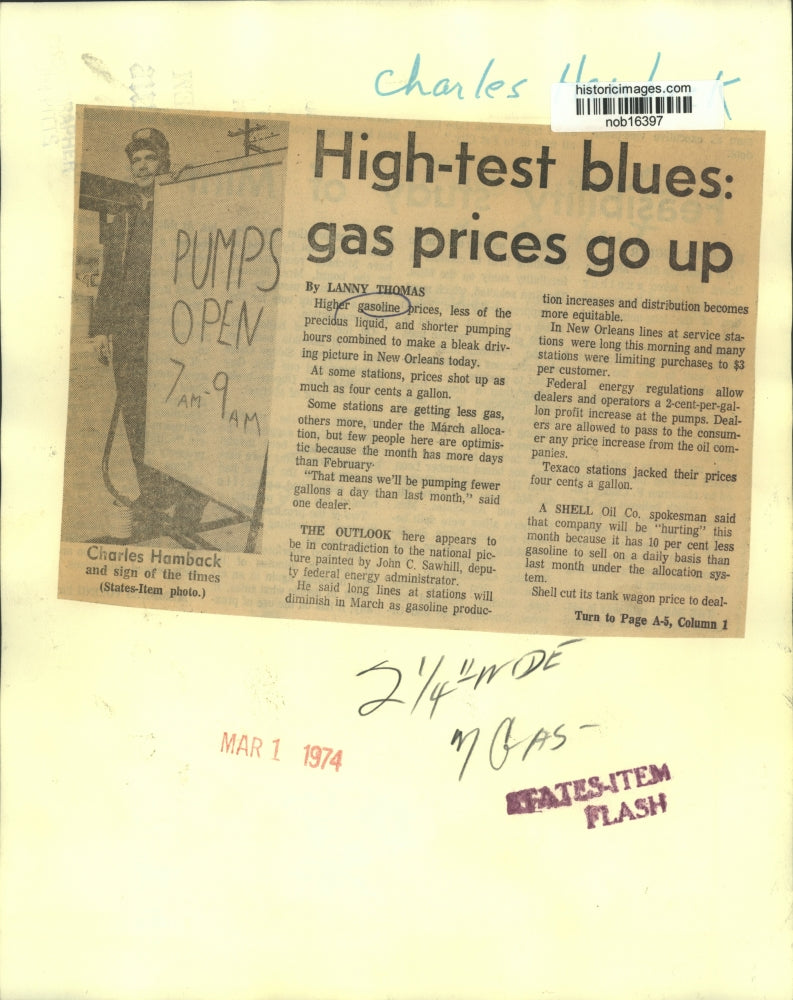 Charles
historicimages.com
nob16397
PUMPS
OPEN
7AM-9AM
Charles Hamback
and sign of the times
(States-Item photo.)
High-test blues:
gas prices go up
By LANNY THOMAS
Higher gasoline prices, less of the
precious liquid, and shorter pumping
hours combined to make a bleak driv-
ing picture in New Orleans today.
At some stations, prices shot up as
much as four cents a gallon.
Some stations are getting less gas,
others more, under the March alloca-
tion, but few people here are optimis-
tic because the month has more days
than February.
"That means we'll be pumping fewer
gallons a day than last month," said
one dealer.
THE OUTLOOK here appears to
be in contradiction to the national pic-
ture painted by John C. Sawhill, depu-
ty federal energy administrator.
He said long lines at stations will
diminish in March as gasoline produc-
tion increases and distribution becomes
more equitable.
In New Orleans lines at service sta-
tions were long this morning and many
stations were limiting purchases to $3
per customer.
Federal energy regulations allow
dealers and operators a 2-cent-per-gal-
lon profit increase at the pumps. Deal-
ers are allowed to pass to the consum-
er any price increase from the oil com-
panies.
Texaco stations jacked their prices
four cents a gallon.
A SHELL Oil Co. spokesman said
that company will be "hurting" this
month because it has 10 per cent less
gasoline to sell on a daily basis than
last month under the allocation sys-
tem.
Shell cut its tank wagon price to deal-
Turn to Page A-5, Column 1
2 1/4"
GAS-
MAR 1 1974
STATES-ITEM
FLASH